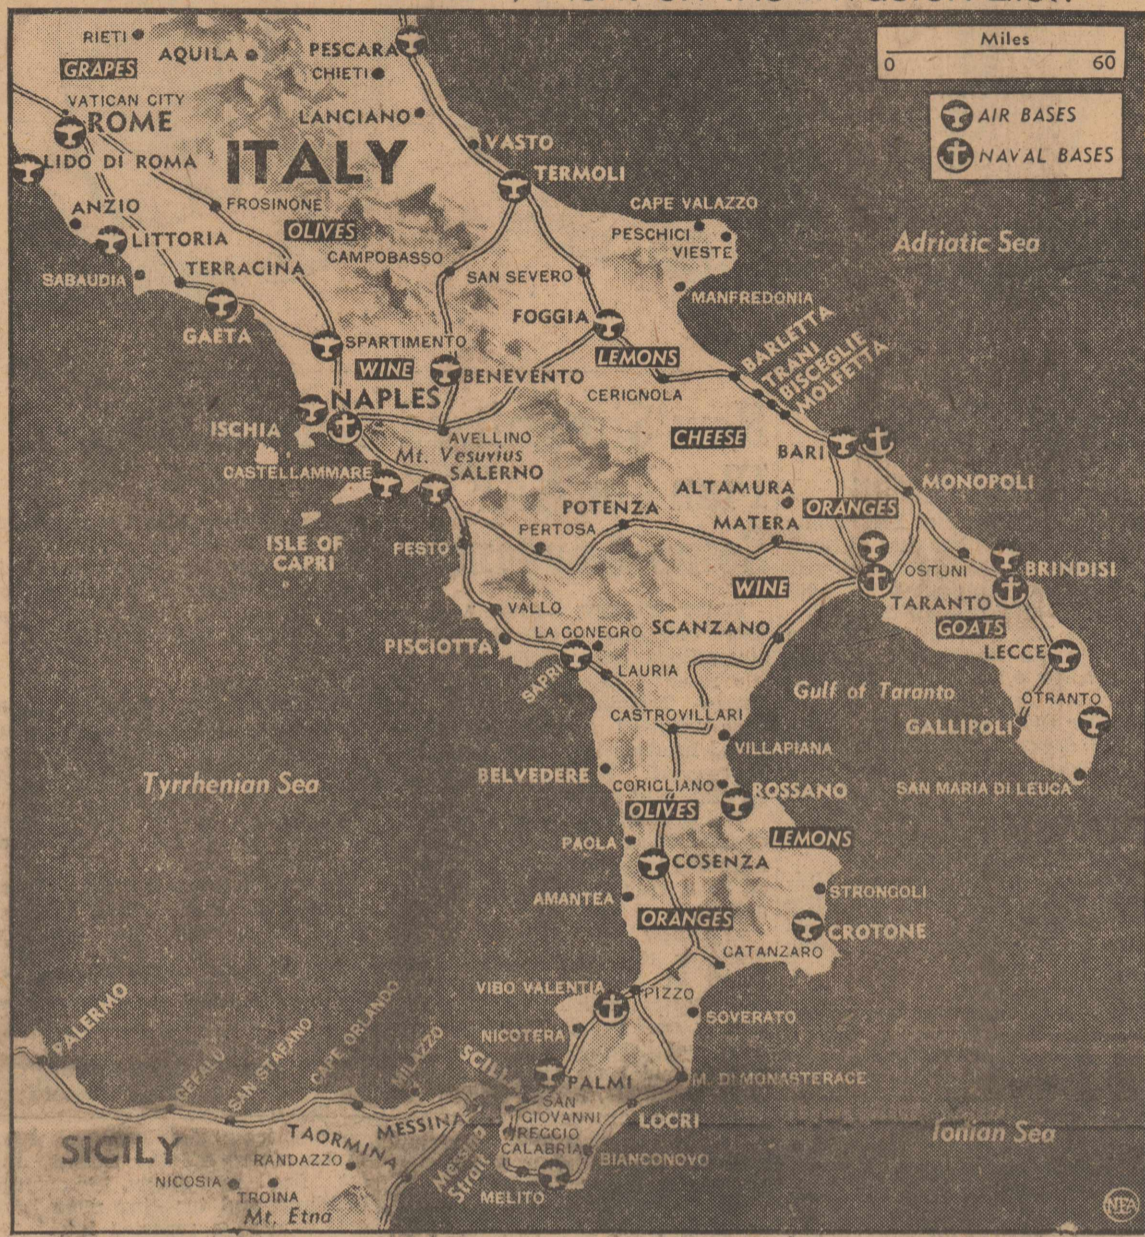 Miles
0 60
AIR BASES
NAVAL BASES
RIETI
AQUILA
PESCARA
CHIETI
GRAPES
VATICAN CITY
ROME
LANCIANO
LIDO DI ROMA
ITALY
VASTO
TERMOLI
ANZIO
FROSINONE
LITTORIA
OLIVES
CAPE VALAZZO
PESCHICI
VIESTE
Adriatic Sea
SABAUDIA
TERRACINA
CAMPOBASSO
SAN SEVERO
MANFREDONIA
GAETA
FOGGIA
SPARTIMENTO
WINE
BENEVENTO
LEMONS
BARLETTA
TRANI
BISCEGLIE
MOLFETTA
CERIGNOLA
NAPLES
ISCHIA
AVELLINO
Mt. Vesuvius
CHEESE
BARI
CASTELLAMMARE
SALERNO
ALTAMURA
MONOPOLI
ORANGES
ISLE OF
CAPRI
PESTO
PERTOSA
POTENZA
MATERA
OSTUNI
BRINDISI
WINE
TARANTO
GOATS
VALLO
PISCIOTTA
LA GONEGRO
SCANZANO
LECCE
SAPRI
LAURIA
Gulf of Taranto
OTRANTO
CASTROVILLARI
GALLIPOLI
VILLAPIANA
Tyrrhenian Sea
BELVEDERE
CORIGLIANO
ROSSANO
SAN MARIA DI LEUCA
OLIVES
LEMONS
PAOLA
COSENZA
AMANTEA
STRONGOLI
ORANGES
CROTONE
CATANZARO
VIBO VALENTIA
PIZZO
NICOTERA
SOVERATO
PALERMO
CEFALU
SAN STAFANO
CAPE ORLANDO
MILAZZO
SCILLA
PALMI
M. DI MONASTERACE
SAN
GIOVANNI
REGGIO
CALABRIA
LOCRI
MESSINA
Messina
Strait
TAORMINA
SICILY
RANDAZZO
BIANCONOVO
Ionian Sea
NICOSIA
TROINA
Mt. Etna
MELITO
NEA